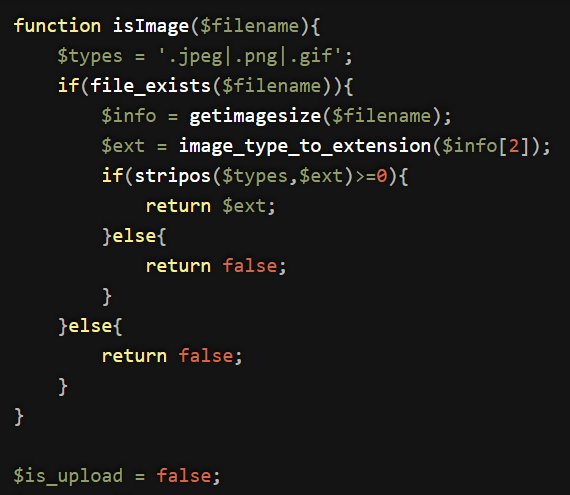 function isImage($filename){
    $types = '.jpeg|.png|.gif';
    if(file_exists($filename)){
        $info = getimagesize($filename);
        $ext = image_type_to_extension($info[2]);
        if(stripos($types,$ext)>=0){
            return $ext;
        }else{
            return false;
        }
    }else{
        return false;
    }
}

$is_upload = false;